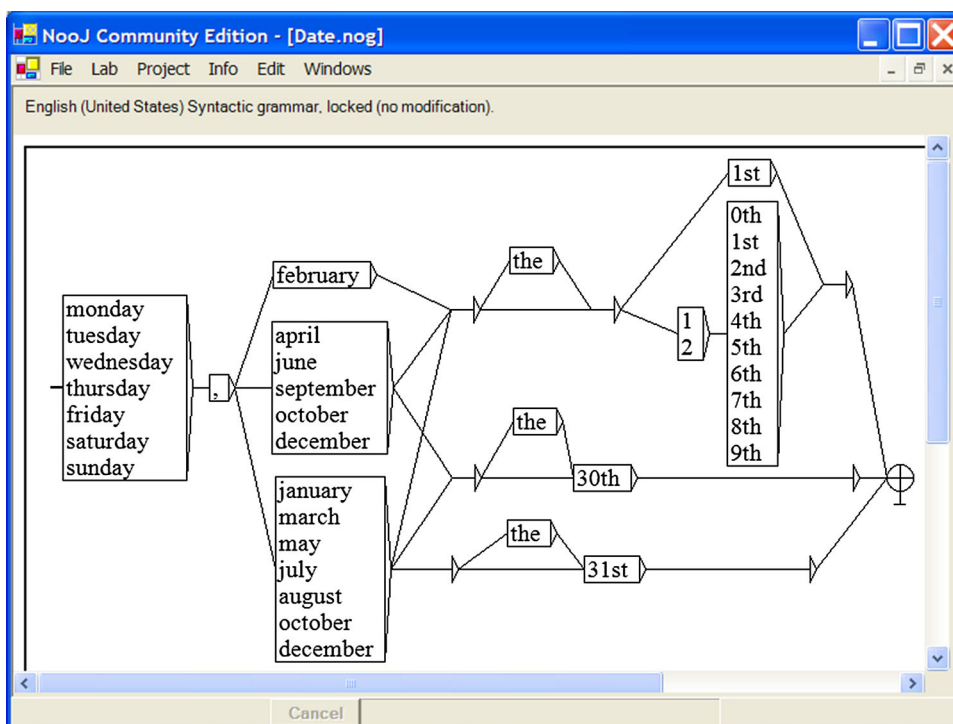 NooJ Community Edition - [Date.nog]
File Lab Project Info Edit Windows
English (United States) Syntactic grammar, locked (no modification).
monday
tuesday
wednesday
thursday
friday
saturday
sunday
,
february
april
june
september
october
december
january
march
may
july
august
october
december
the
1st
1
2
0th
1st
2nd
3rd
4th
5th
6th
7th
8th
9th
the
30th
the
31st
Cancel